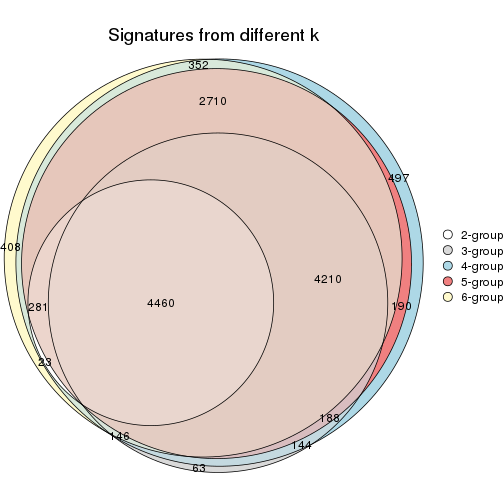 Signatures from different k
352
2710
497
408
4210
4460
281
190
23
188
146
144
63
2-group
3-group
4-group
5-group
6-group